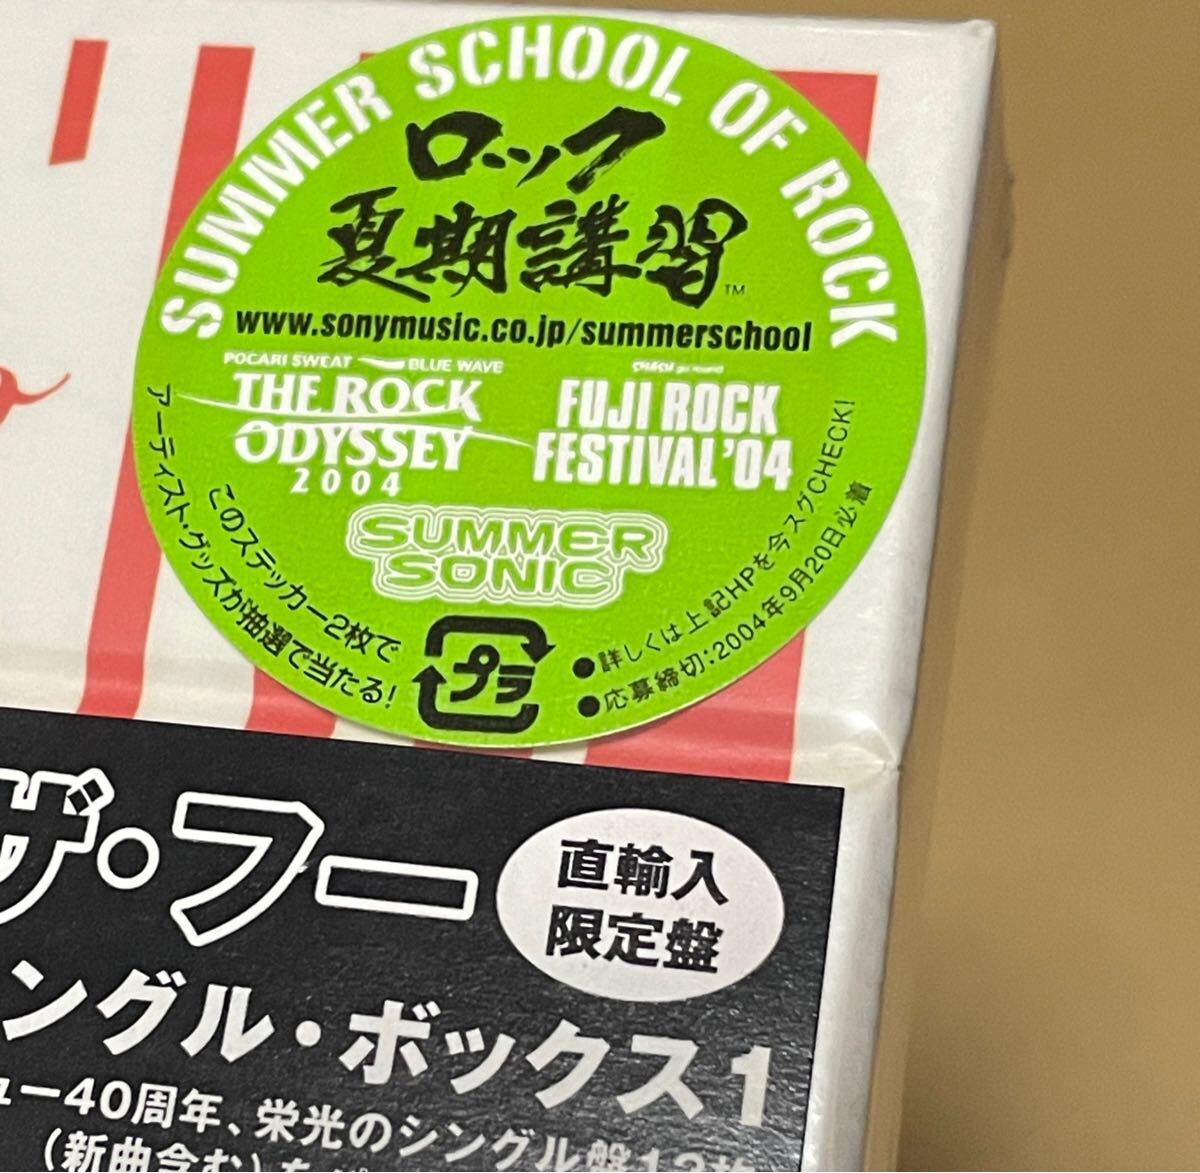 SUMMER SCHOOL OF ROCK
ロック
夏期講習
TM
www.sonymusic.co.jp/summerschool
POCARI SWEAT BLUE WAVE
THE ROCK
ODYSSEY
2004
FUJI ROCK
FESTIVAL'04
SUMMER
SONIC
このステッカー2枚で
アーティスト・グッズが抽選で当たる!
プラ
●詳しくは上記HPを今スグCHECK!
●応募締切:2004年9月20日必着
ザ・フー
直輸入
限定盤
ングル・ボックス1
ュー40周年、栄光のシングル盤12枚
(新曲含む)を